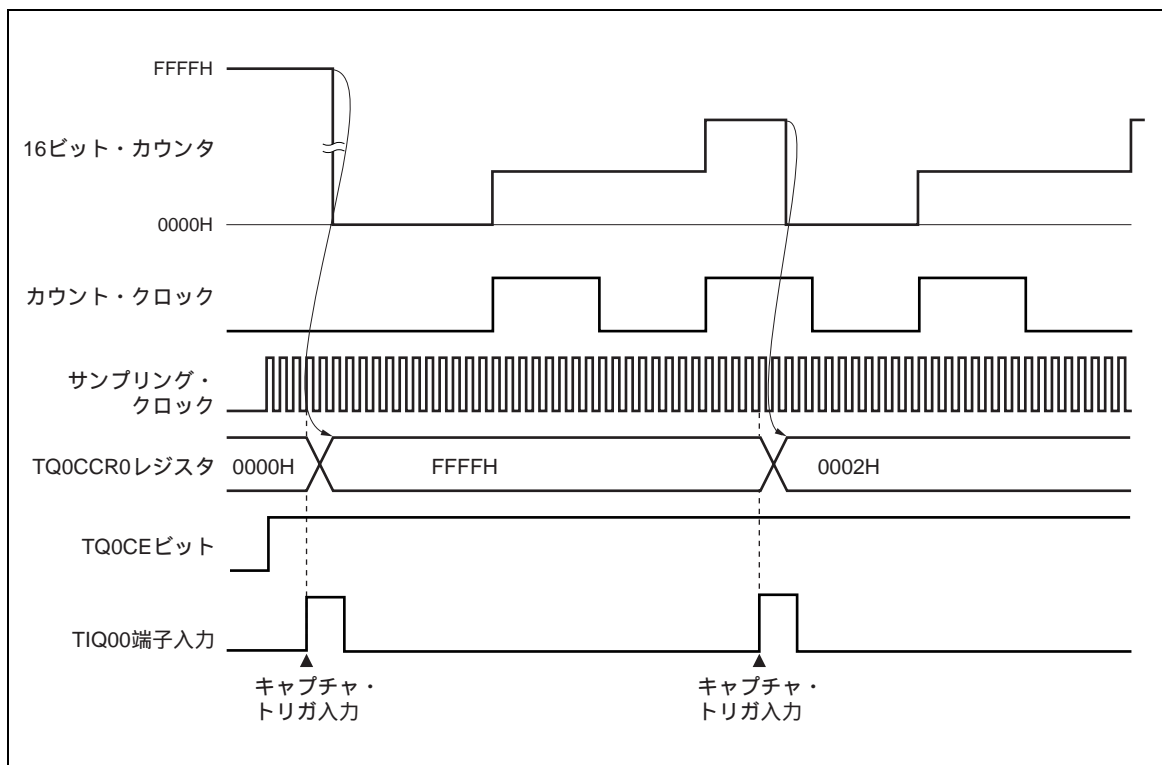 FFFFH
16ビット・カウンタ
0000H
カウント・クロック
サンプリング・
クロック
TQ0CCR0レジスタ
0000H
FFFFH
0002H
TQ0CEビット
TIQ00端子入力
キャプチャ・
トリガ入力
キャプチャ・
トリガ入力